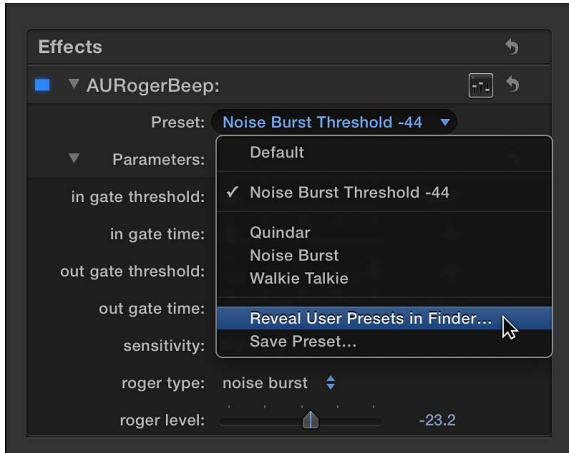 Effects
AURogerBeep:
Preset: Noise Burst Threshold -44
Parameters:
Default
✓ Noise Burst Threshold -44
Quindar
Noise Burst
Walkie Talkie
Reveal User Presets in Finder...
Save Preset...
in gate threshold:
in gate time:
out gate threshold:
out gate time:
sensitivity:
roger type: noise burst
roger level: -23.2